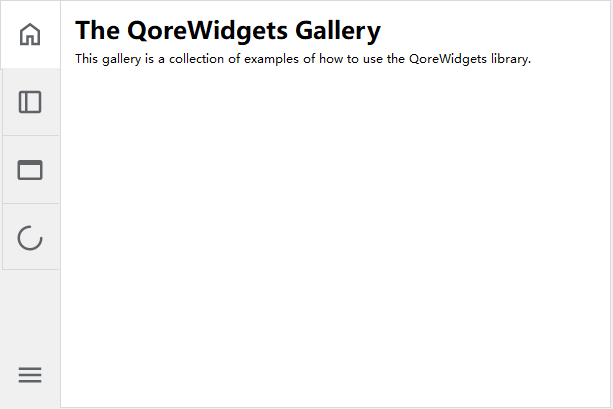 The QoreWidgets Gallery
This gallery is a collection of examples of how to use the QoreWidgets library.